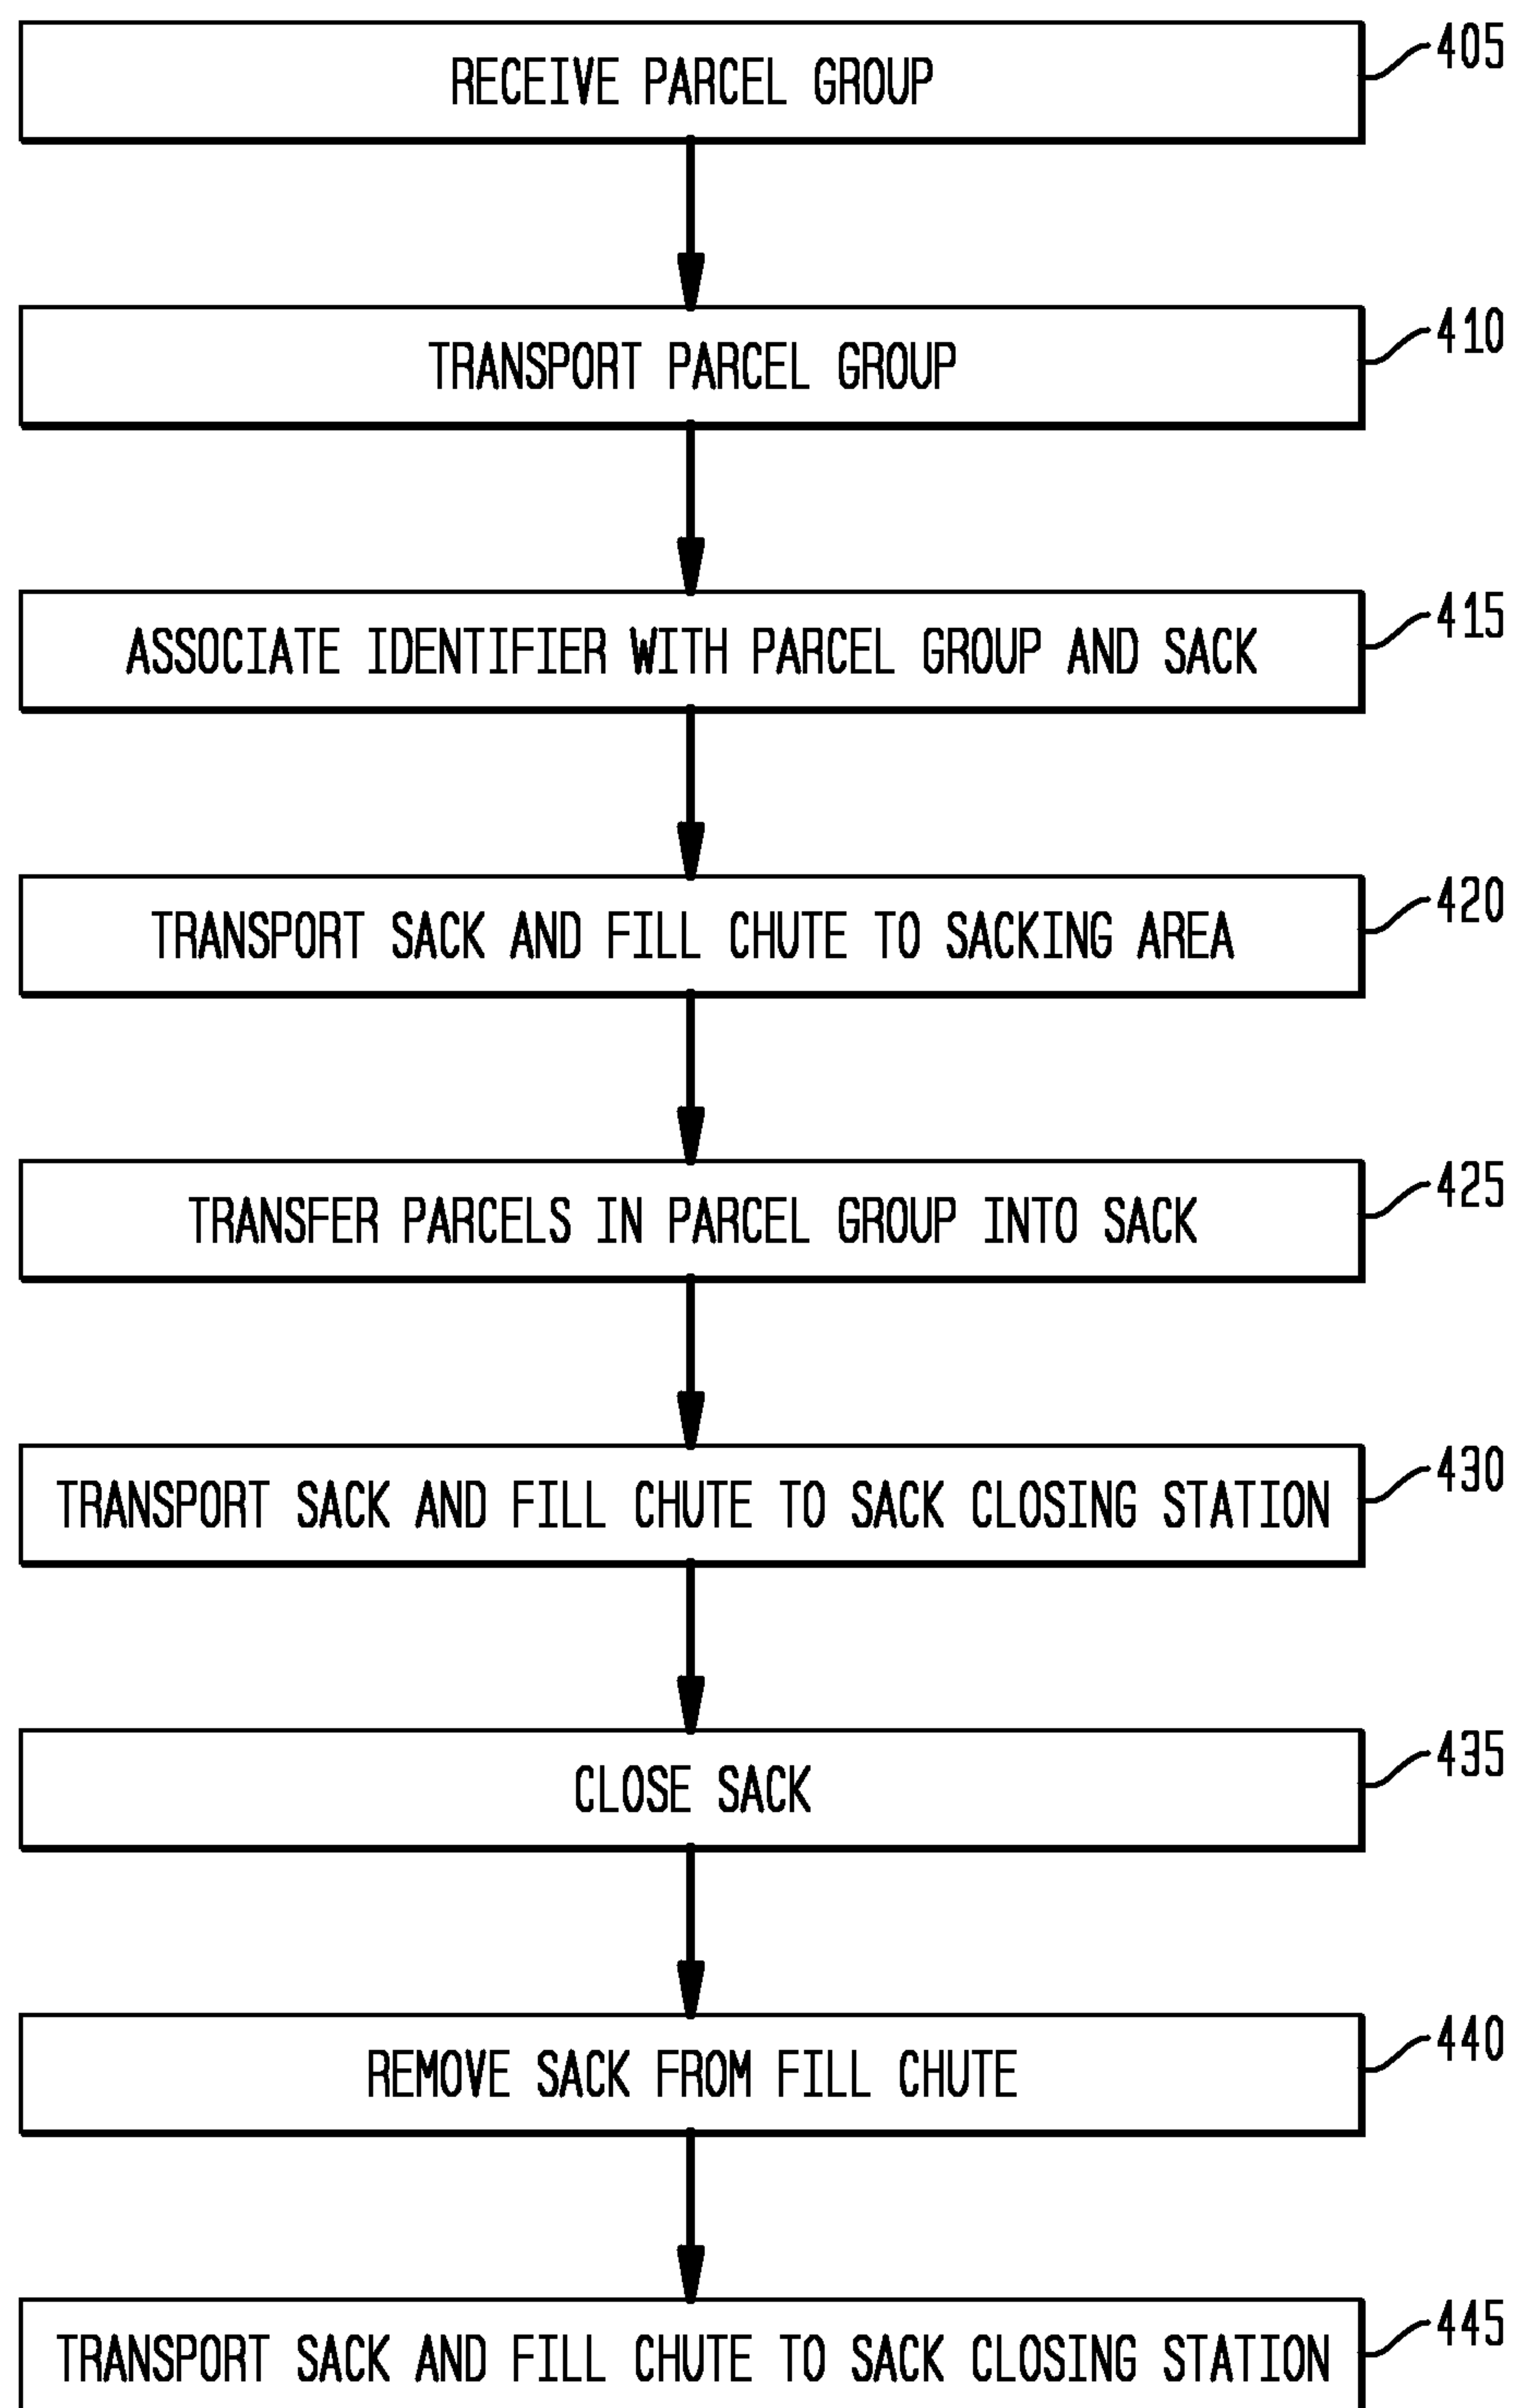 RECEIVE PARCEL GROUP
405
TRANSPORT PARCEL GROUP
410
ASSOCIATE IDENTIFIER WITH PARCEL GROUP AND SACK
415
TRANSPORT SACK AND FILL CHUTE TO SACKING AREA
420
TRANSFER PARCELS IN PARCEL GROUP INTO SACK
425
TRANSPORT SACK AND FILL CHUTE TO SACK CLOSING STATION
430
CLOSE SACK
435
REMOVE SACK FROM FILL CHUTE
440
TRANSPORT SACK AND FILL CHUTE TO SACK CLOSING STATION
445